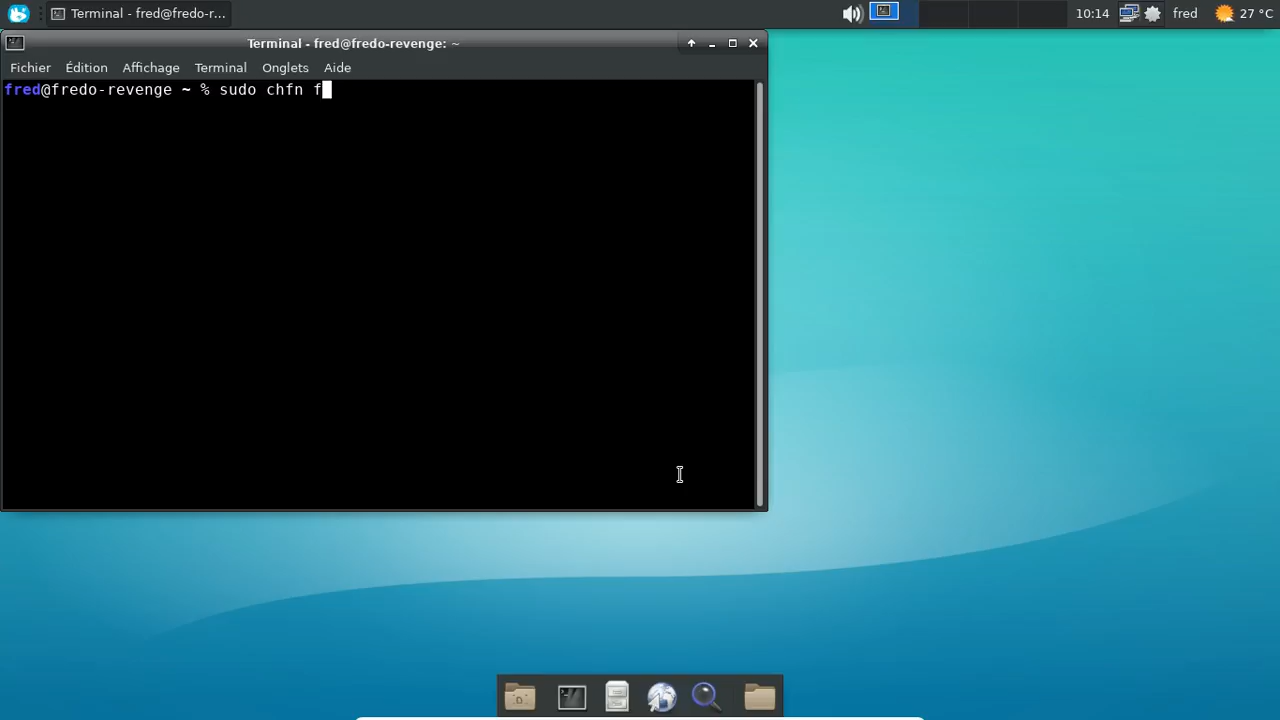 Terminal - fred@fredo-r...
10:14
fred
27 °C
Terminal - fred@fredo-revenge: ~
Fichier Édition Affichage Terminal Onglets Aide
fred@fredo-revenge ~ % sudo chfn f